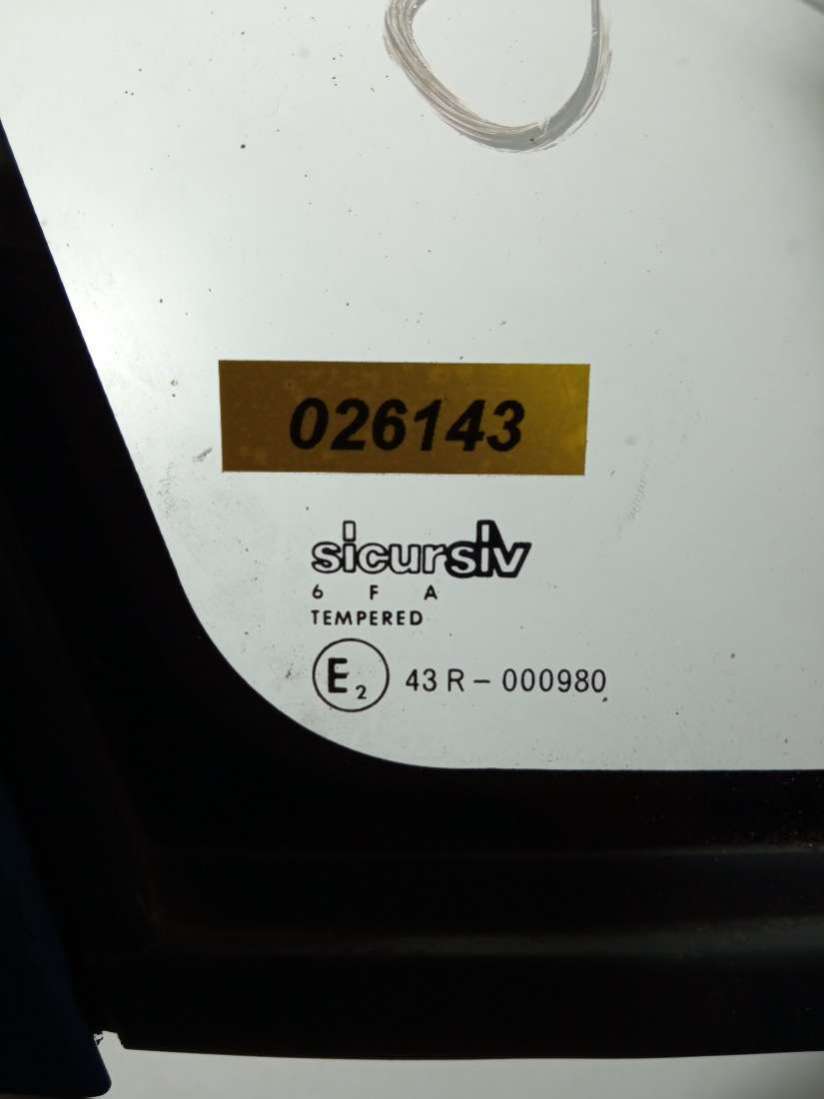 026143
sicursiv
6 F A
TEMPERED
E2 43 R - 000980